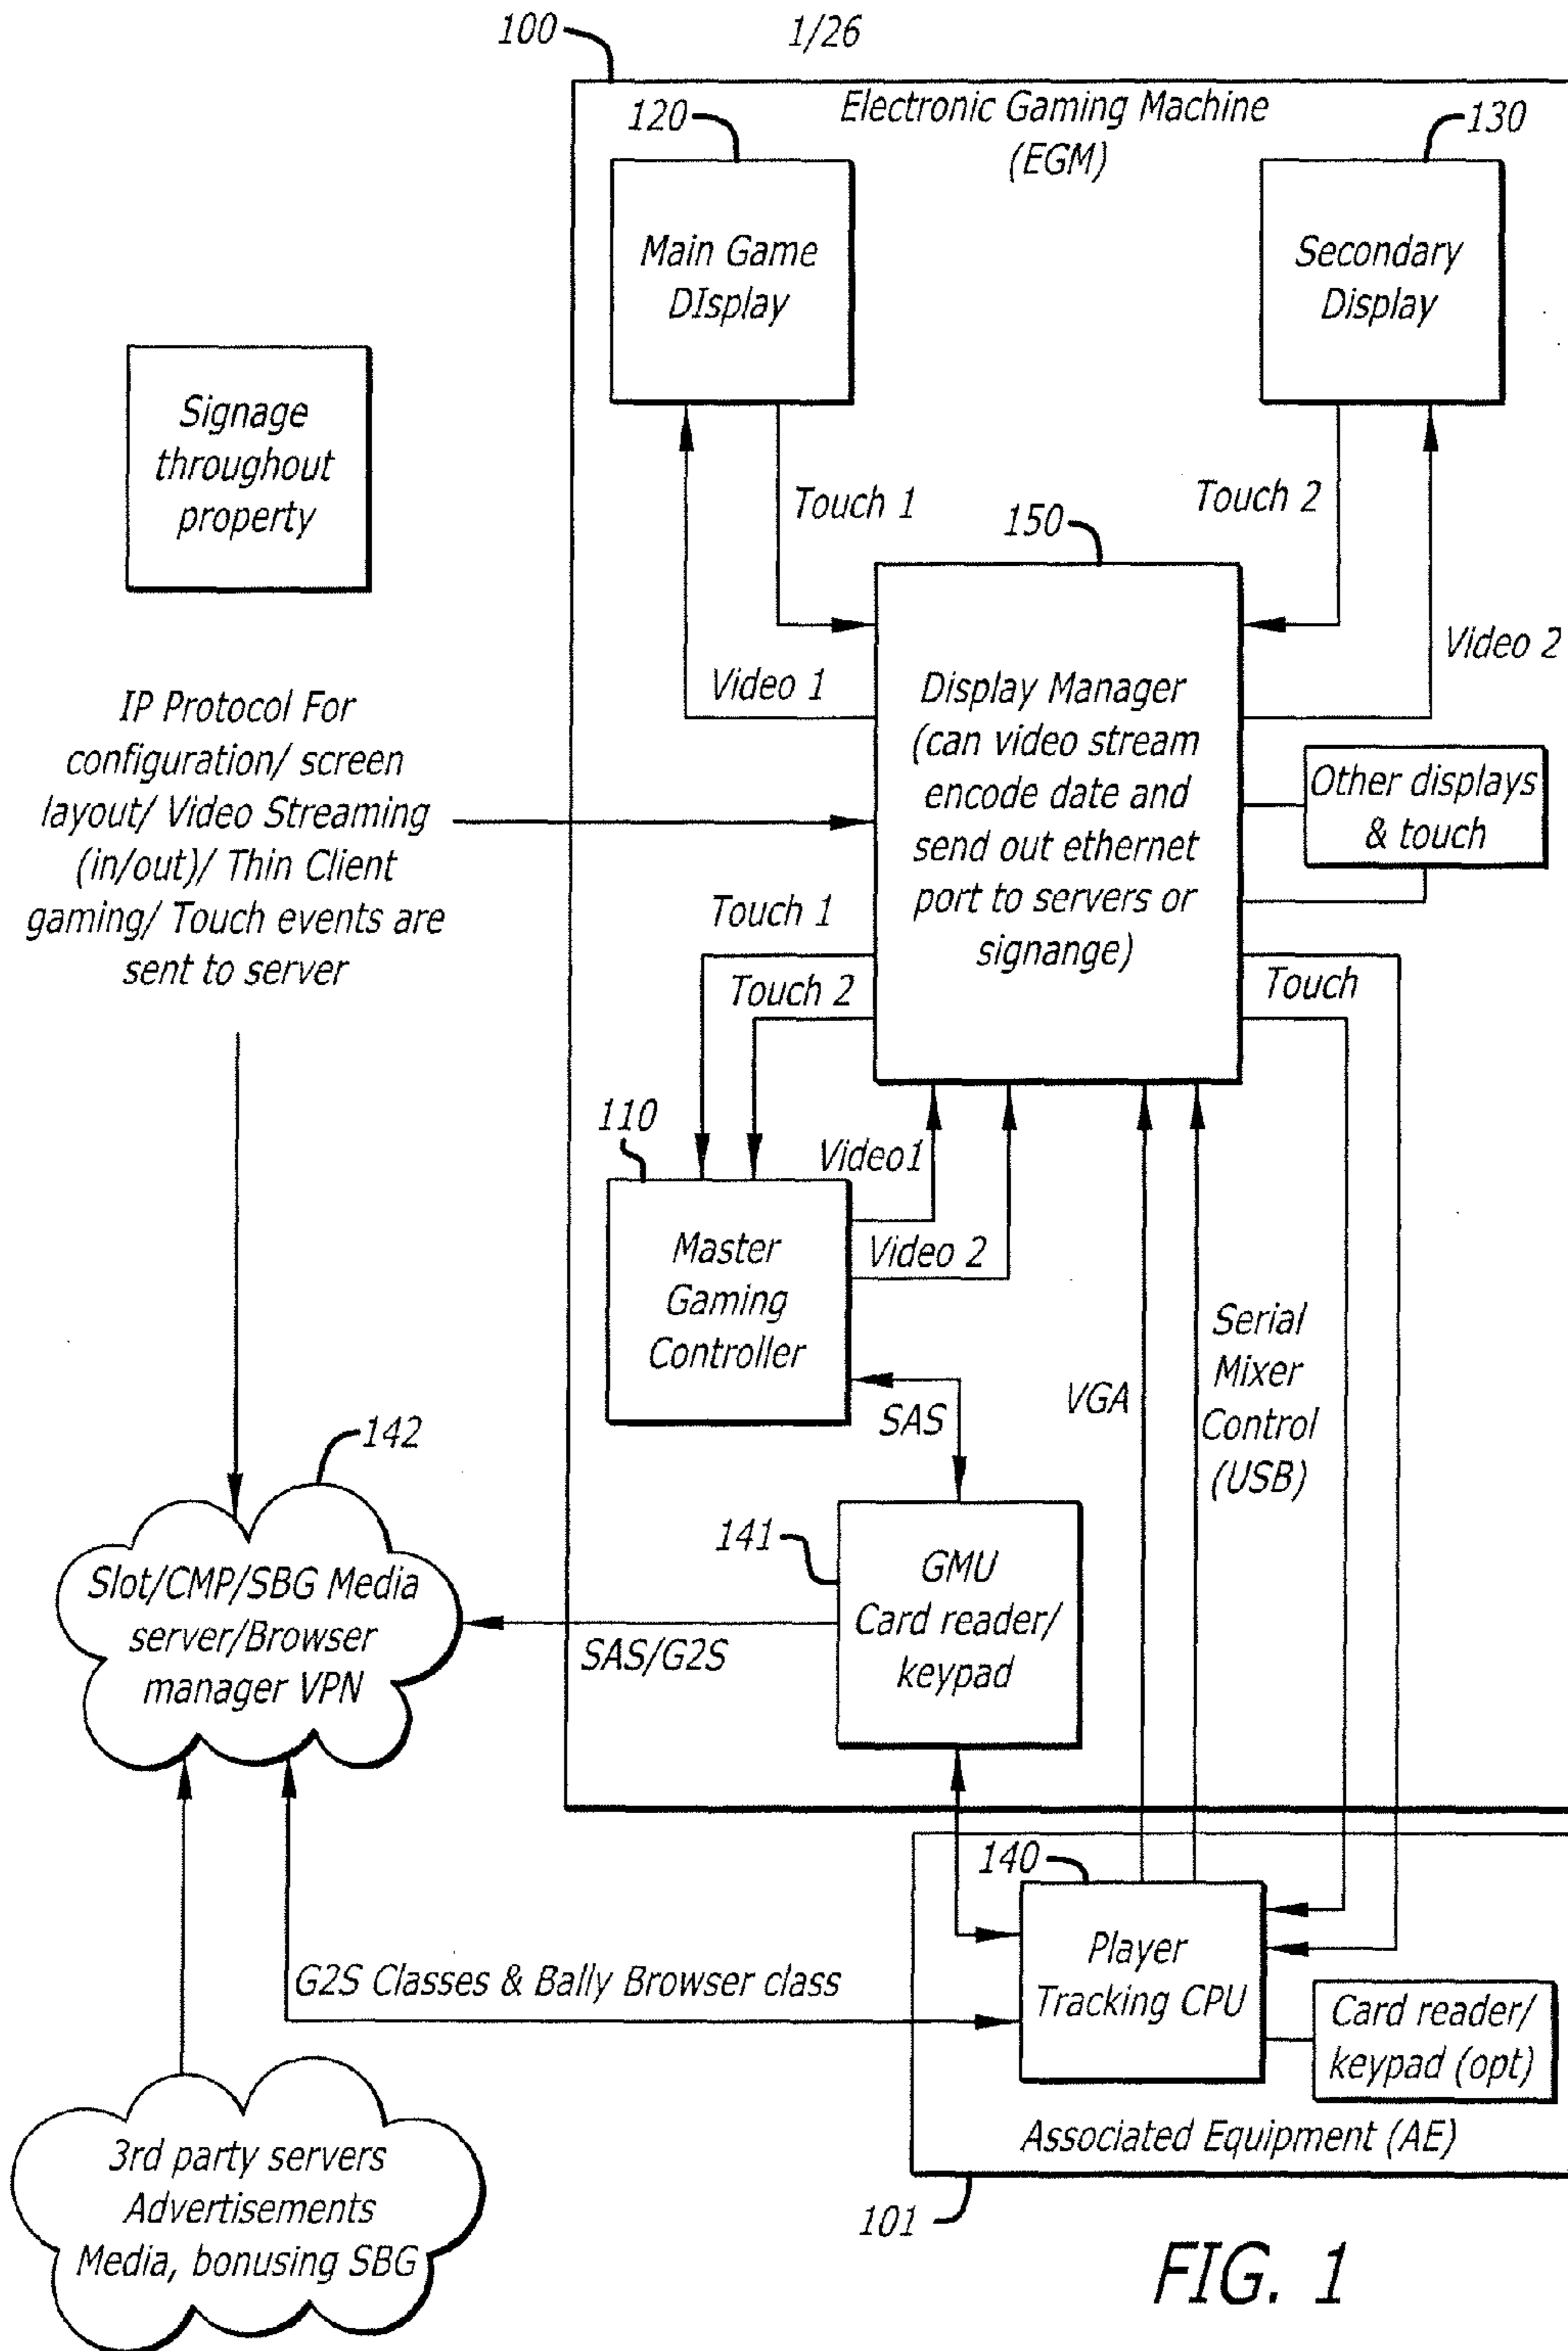 100
1/26
Electronic Gaming Machine
(EGM)
120
130
Main Game
DIsplay
Secondary
Display
Signage
throughout
property
Touch 1
Touch 2
150
Video 1
Video 2
IP Protocol For
configuration/ screen
layout/ Video Streaming
(in/out)/ Thin Client
gaming/ Touch events are
sent to server
Display Manager
(can video stream
encode date and
send out ethernet
port to servers or
signange)
Other displays
& touch
Touch 1
Touch 2
Touch
110
Video1
Video 2
Master
Gaming
Controller
SAS
VGA
Serial
Mixer
Control
(USB)
142
141
GMU
Card reader/
keypad
Slot/CMP/SBG Media
server/Browser
manager VPN
SAS/G2S
140
Player
Tracking CPU
G2S Classes & Bally Browser class
Card reader/
keypad (opt)
Associated Equipment (AE)
3rd party servers
Advertisements
Media, bonusing SBG
101
FIG. 1